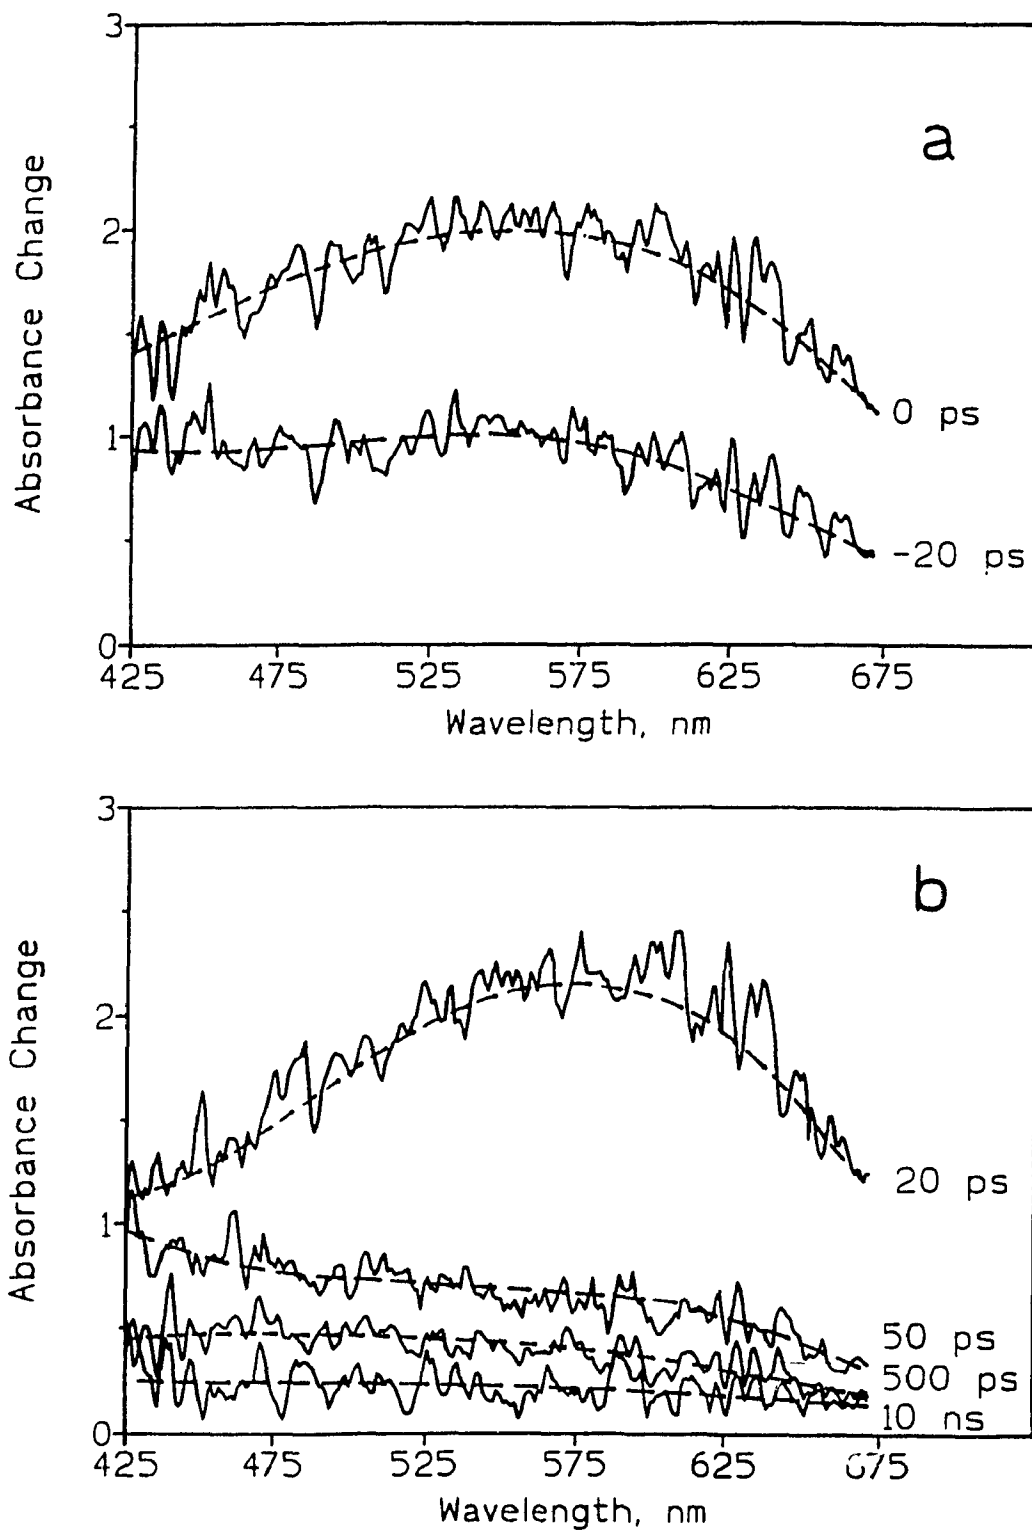 3
a
2
Absorbance Change
0 ps
1
-20 ps
0
425 475 525 575 625 675
Wavelength, nm
3
b
2
Absorbance Change
20 ps
1
50 ps
500 ps
10 ns
0
425 475 525 575 625 675
Wavelength, nm